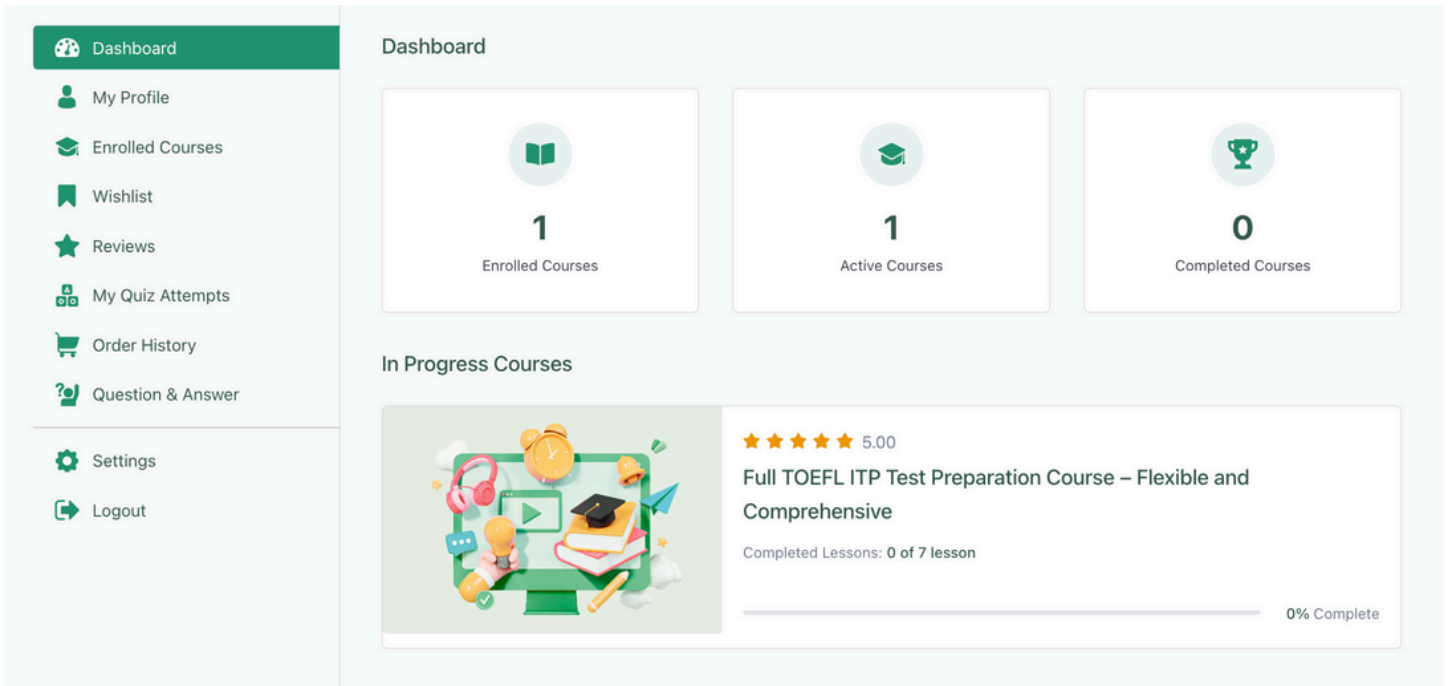 Dashboard
My Profile
Enrolled Courses
Wishlist
Reviews
My Quiz Attempts
Order History
Question & Answer
Settings
Logout
Dashboard
1
Enrolled Courses
1
Active Courses
0
Completed Courses
In Progress Courses
5.00
Full TOEFL ITP Test Preparation Course – Flexible and
Comprehensive
Completed Lessons: 0 of 7 lesson
0% Complete